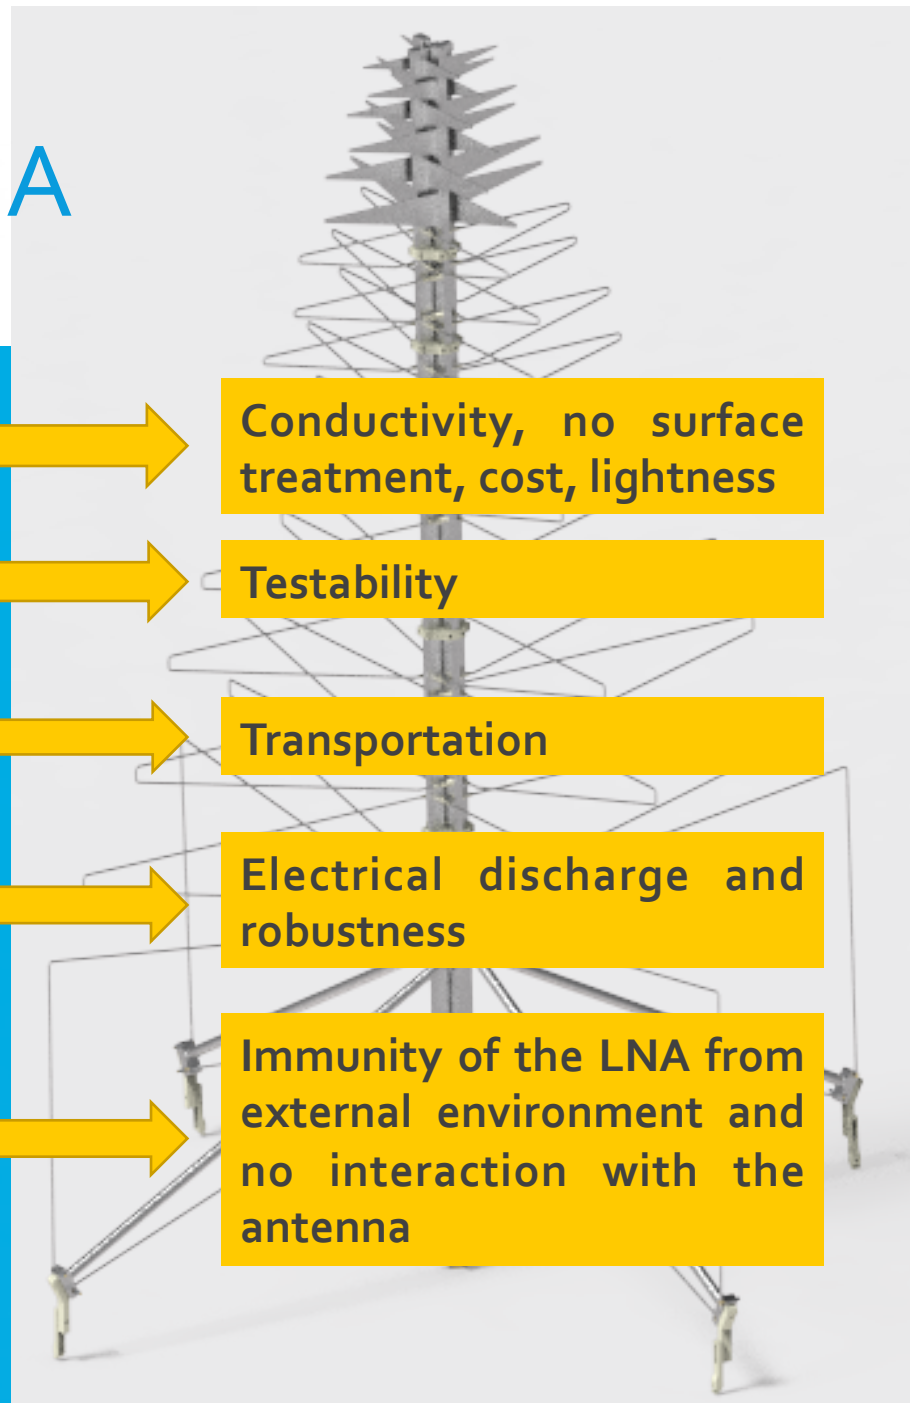 A
Conductivity, no surface
treatment, cost, lightness
Testability
Transportation
Electrical discharge and
robustness
Immunity of the LNA from
external environment and
no interaction with the
antenna